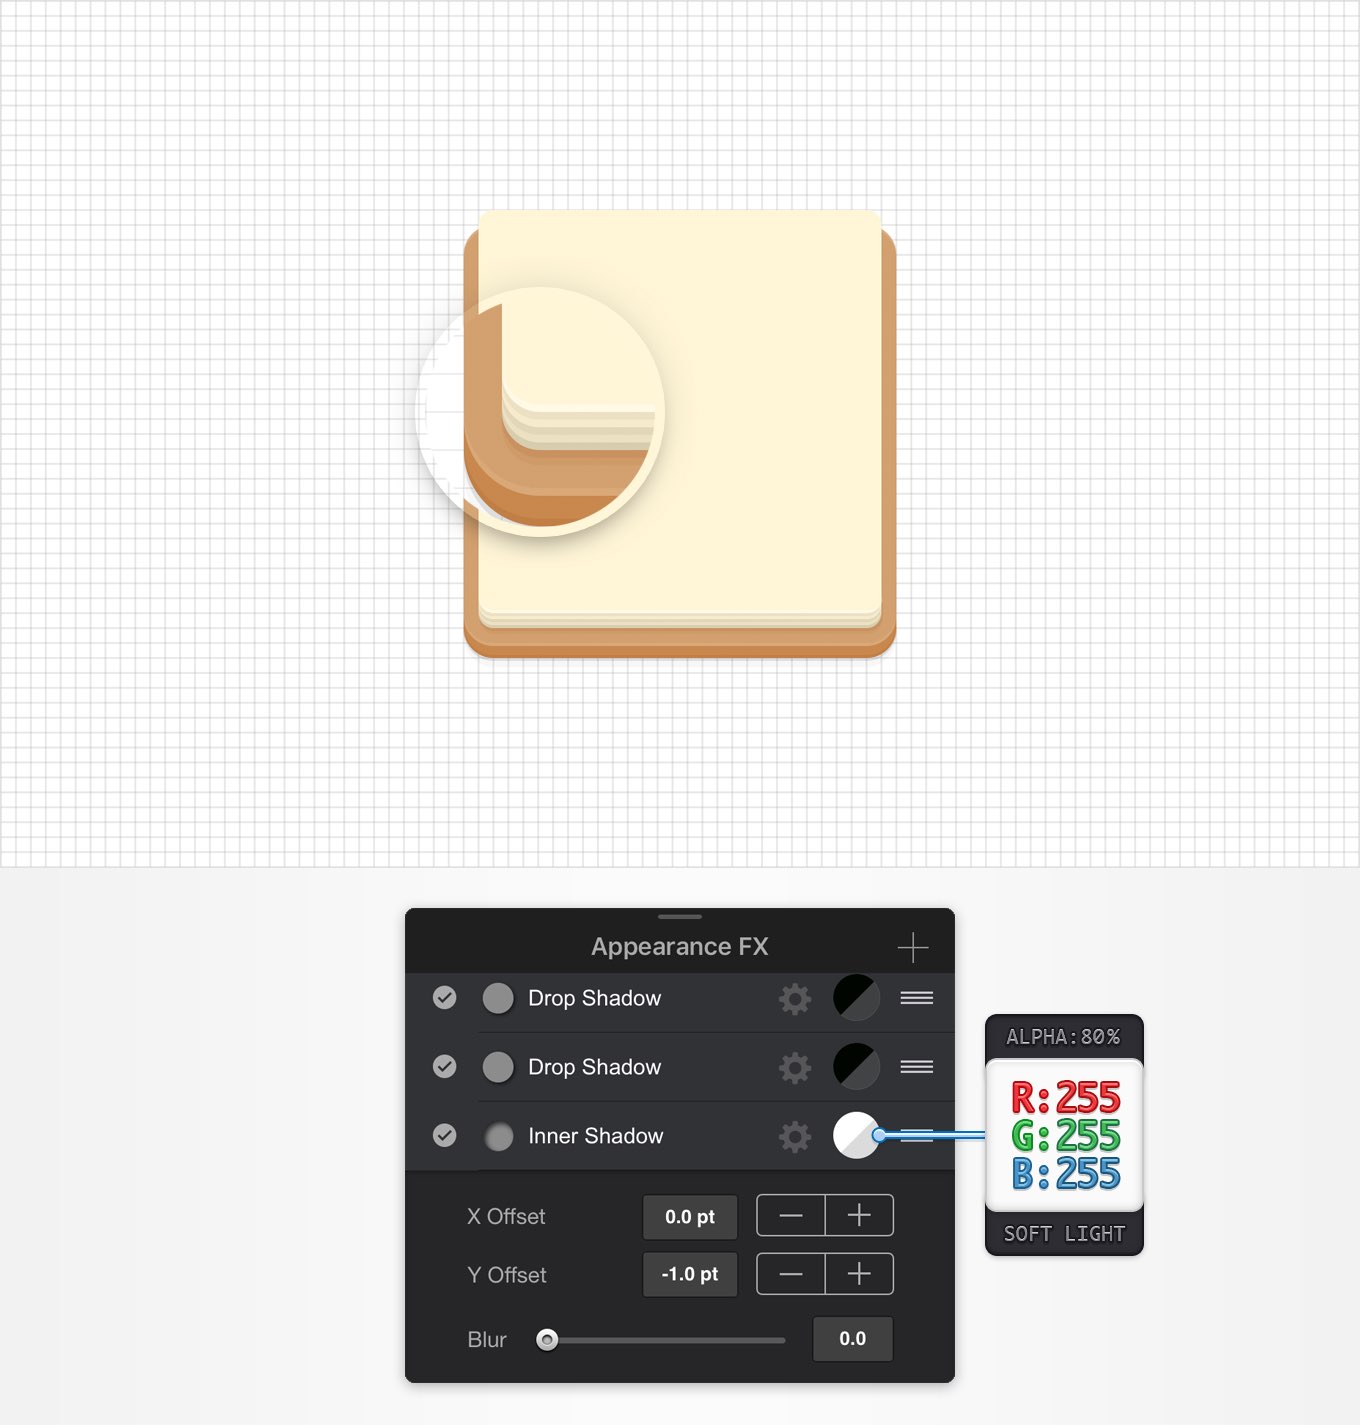 Appearance FX
Drop Shadow
Drop Shadow
Inner Shadow
X Offset 0.0 pt
Y Offset -1.0 pt
Blur 0.0
ALPHA:80%
R:255
G:255
B:255
SOFT LIGHT